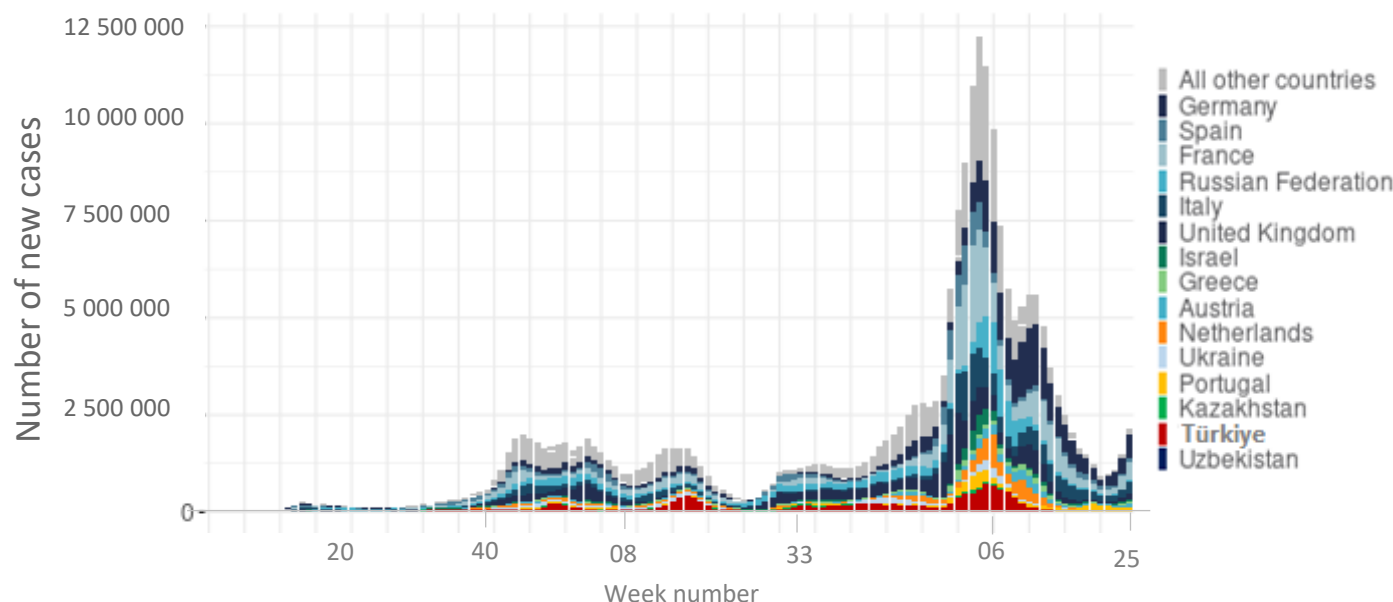 12 500 000
10 000 000
7 500 000
5 000 000
2 500 000
0
Number of new cases
20 40 08 33 06 25
Week number
All other countries
Germany
Spain
France
Russian Federation
Italy
United Kingdom
Israel
Greece
Austria
Netherlands
Ukraine
Portugal
Kazakhstan
Türkiye
Uzbekistan